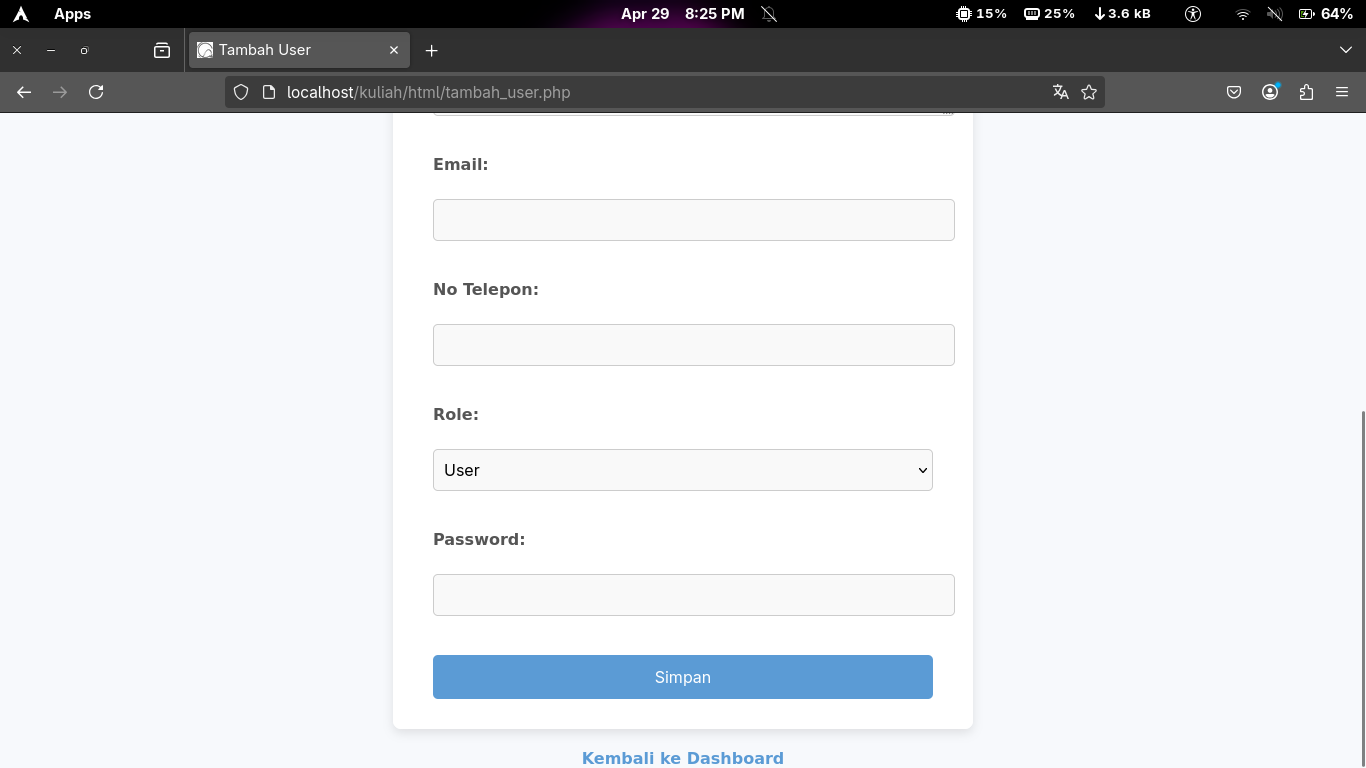 Apps
Apr 29 8:25 PM
15% 25% 3.6 kB 64%
Tambah User
localhost/kuliah/html/tambah_user.php
Email:
No Telepon:
Role:
User
Password:
Simpan
Kembali ke Dashboard